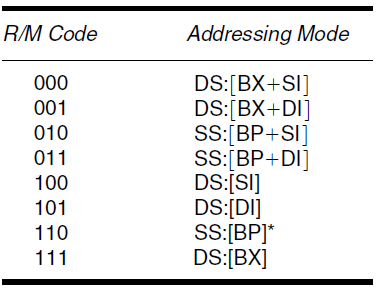 R/M Code Addressing Mode
000 DS:[BX+SI]
001 DS:[BX+DI]
010 SS:[BP+SI]
011 SS:[BP+DI]
100 DS:[SI]
101 DS:[DI]
110 SS:[BP]*
111 DS:[BX]